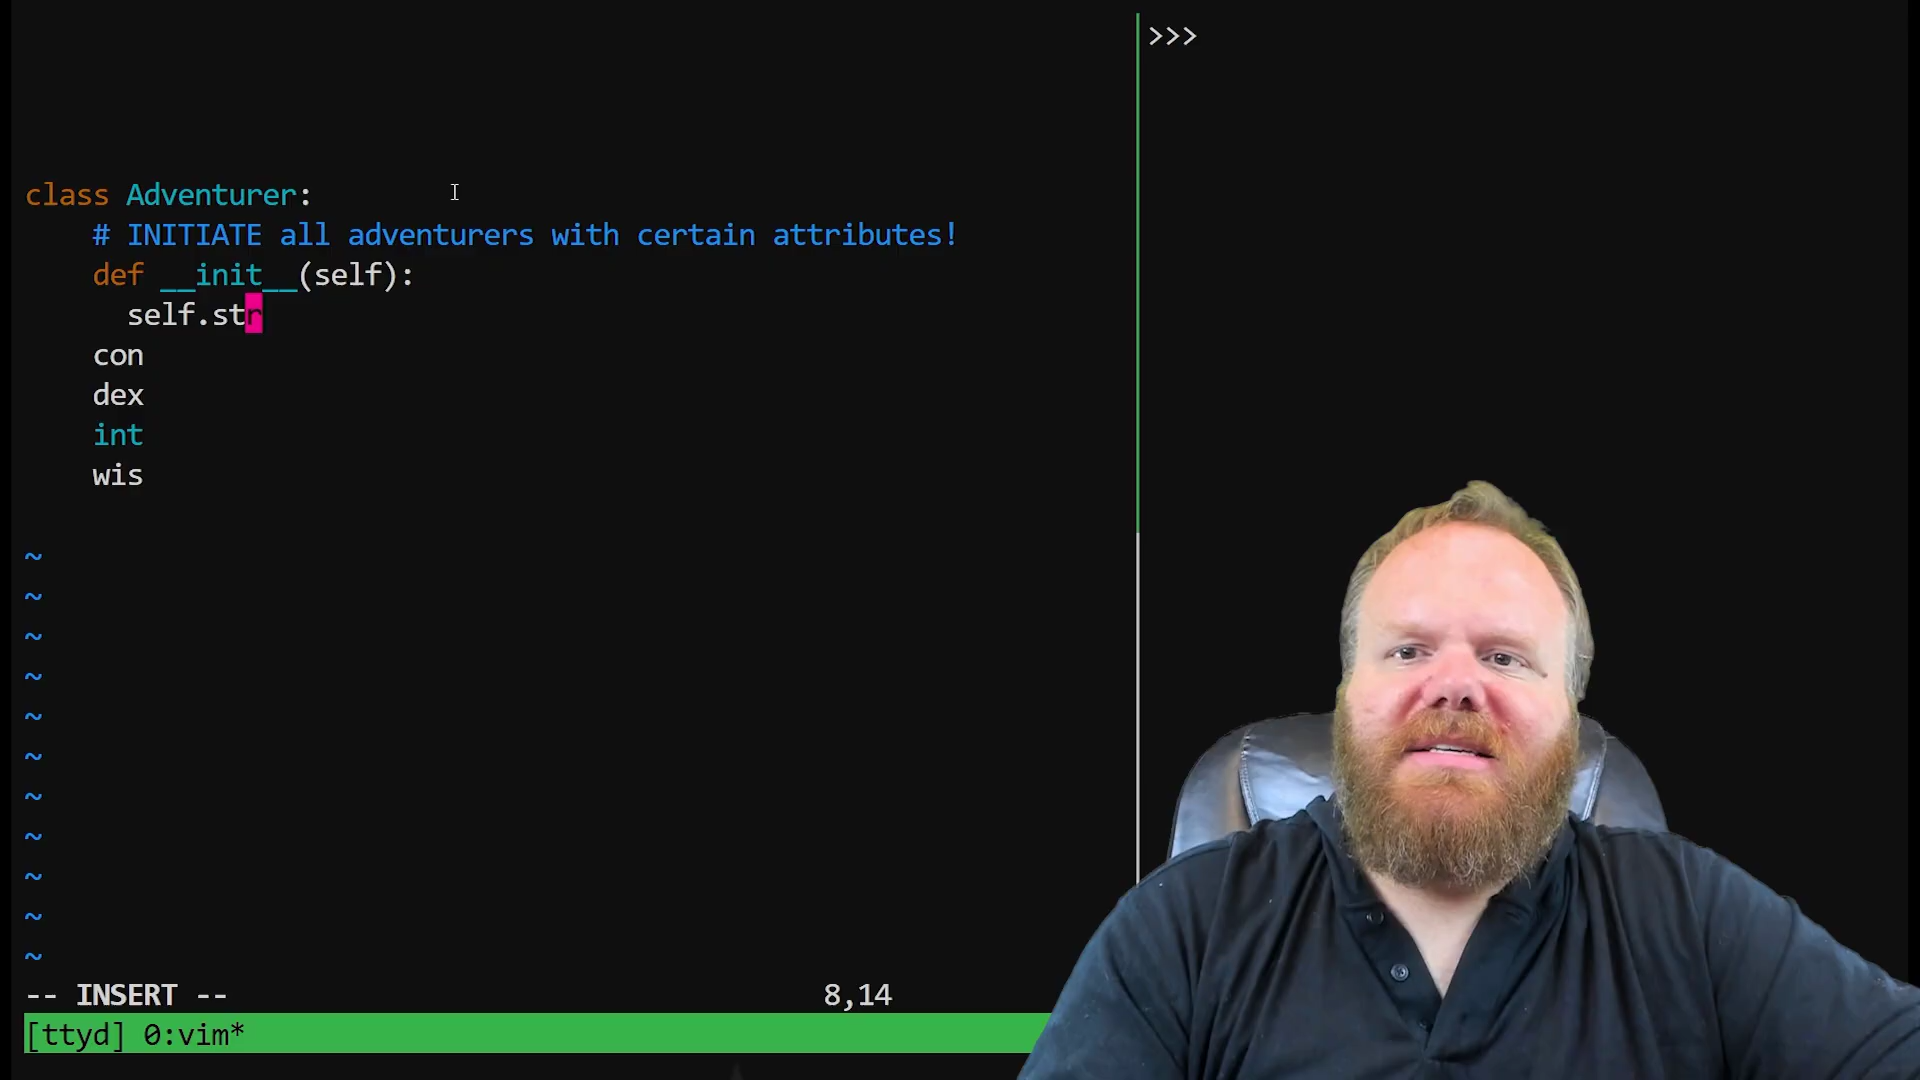 >>>
class Adventurer:
# INITIATE all adventurers with certain attributes!
def __init__(self):
self.str
con
dex
int
wis
~
~
~
~
~
~
~
~
~
~
~
-- INSERT --
8,14
[ttyd] 0:vim*